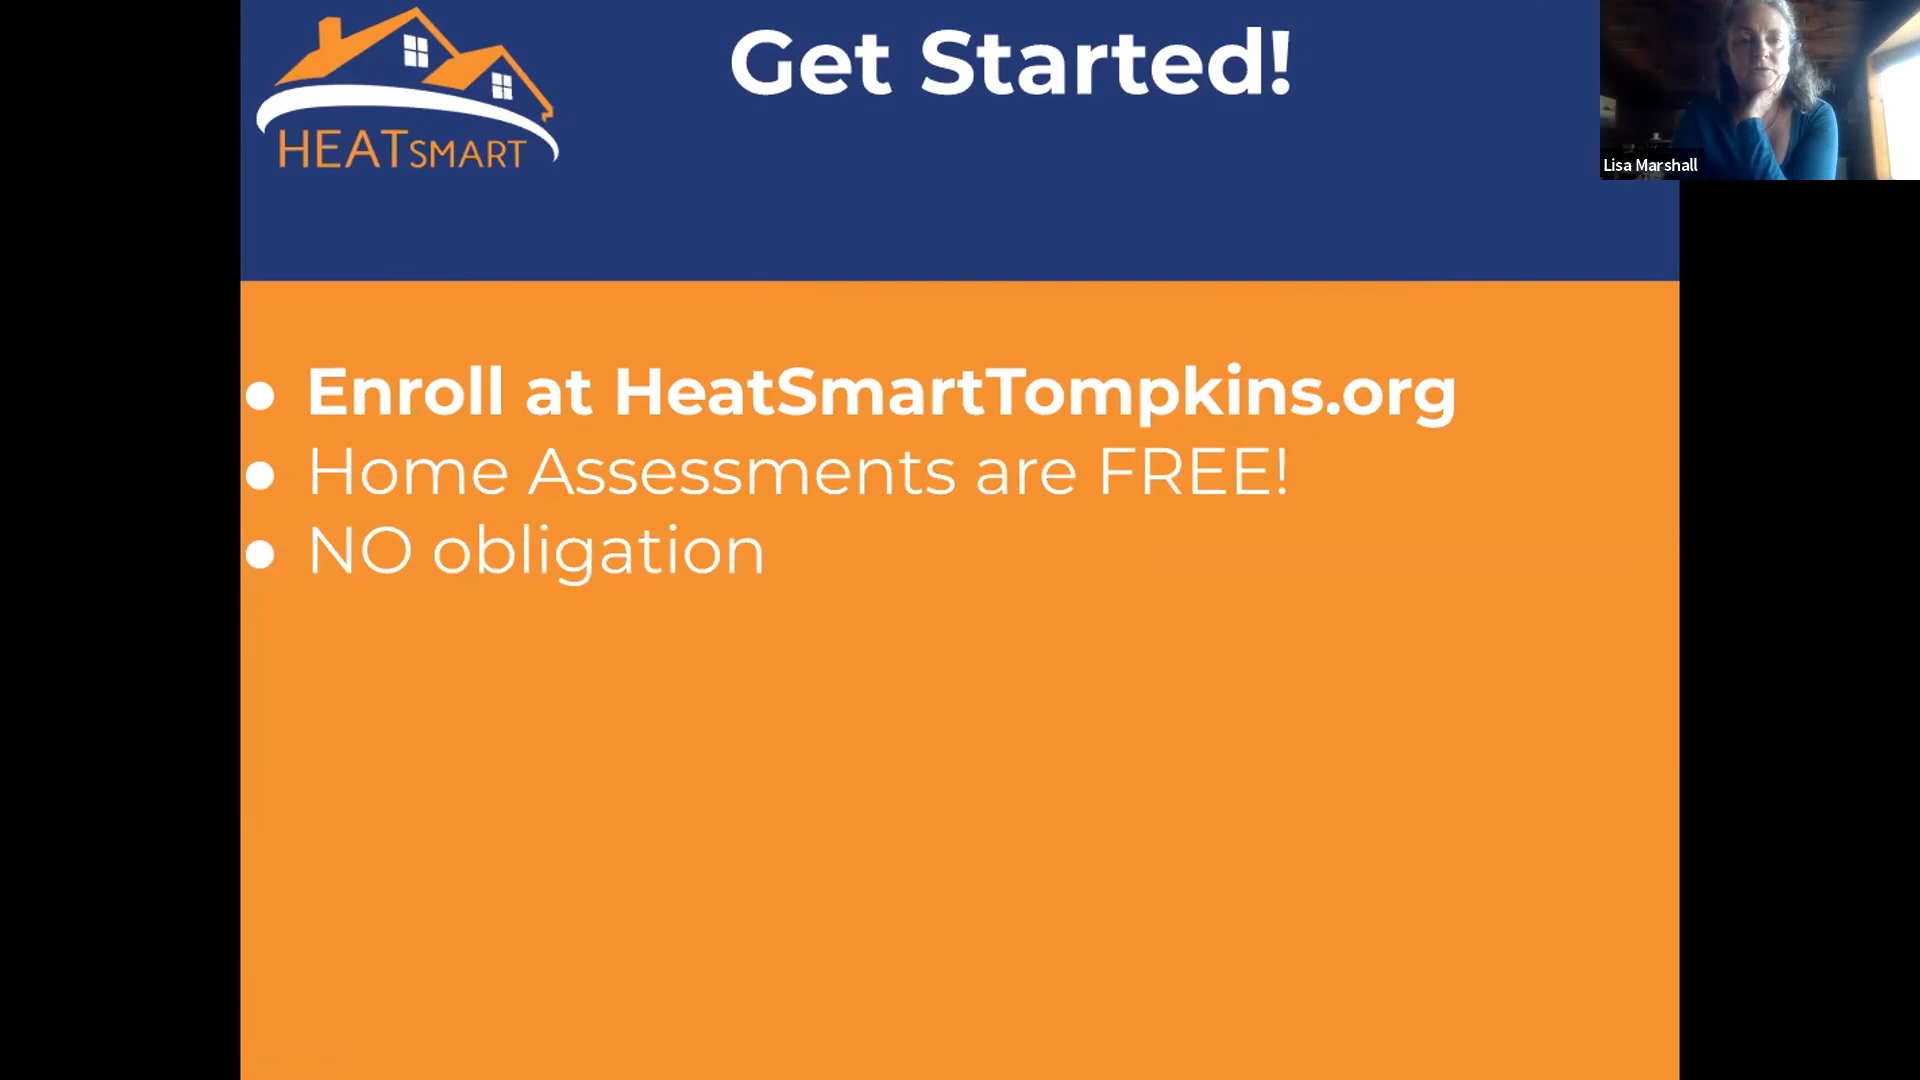 HEATSMART
Get Started!
Lisa Marshall
Enroll at HeatSmartTompkins.org
Home Assessments are FREE!
NO obligation